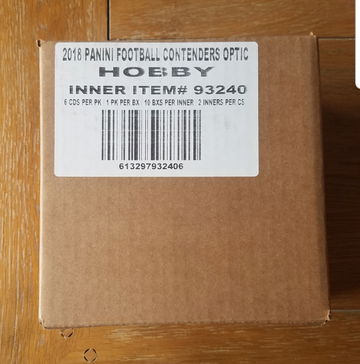 2018 PANINI FOOTBALL CONTENDERS OPTIC
HOBBY
INNER ITEM# 93240
6 CDS PER PK 1 PK PER BX 10 BXS PER INNER 2 INNERS PER CS
613297932406